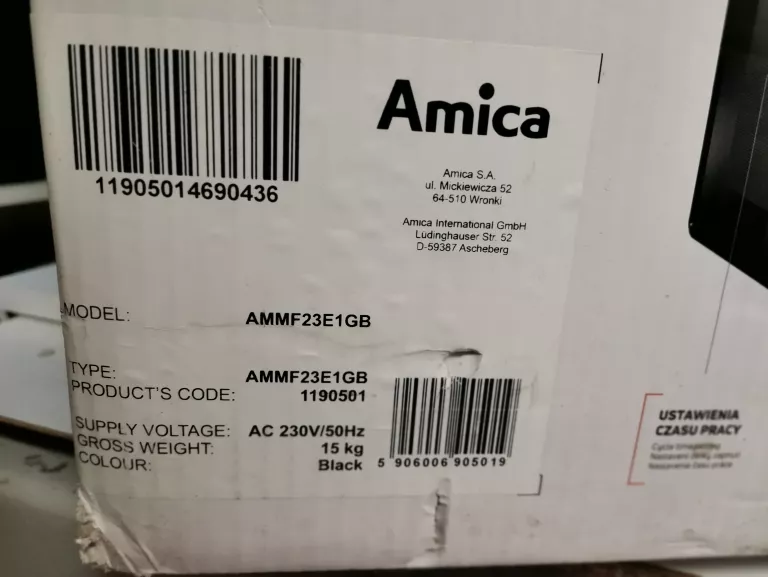 11905014690436
Amica
Amica S.A.
ul. Mickiewicza 52
64-510 Wronki
Amica International GmbH
Lüdinghauser Str. 52
D-59387 Ascheberg
MODEL: AMMF23E1GB
TYPE: AMMF23E1GB
PRODUCT'S CODE: 1190501
SUPPLY VOLTAGE: AC 230V/50Hz
GROSS WEIGHT: 15 kg
COLOUR: Black
5 906006 905019
USTAWIENIA
CZASU PRACY